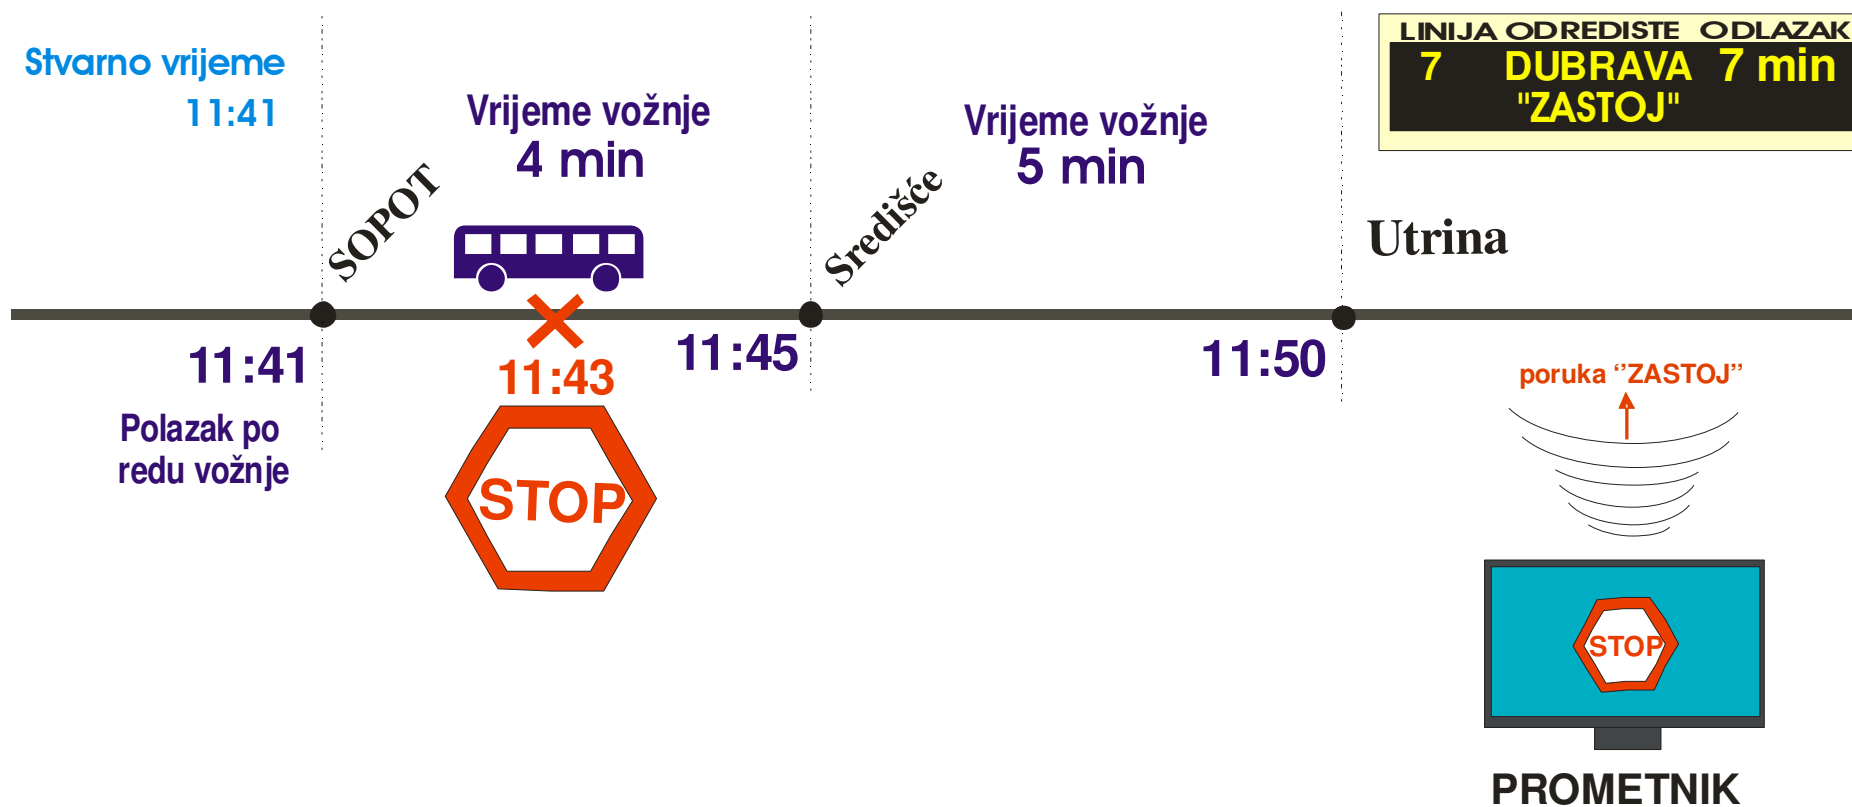 Stvarno vrijeme
11:41
SOPOT
Vrijeme vožnje
4 min
Središće
Vrijeme vožnje
5 min
LINIJA ODREDISTE ODLAZAK
7 DUBRAVA 7 min
"ZASTOJ"
Utrina
11:41
11:43
11:45
11:50
Polazak po
redu vožnje
STOP
poruka ‘‘ZASTOJ’’
STOP
PROMETNIK